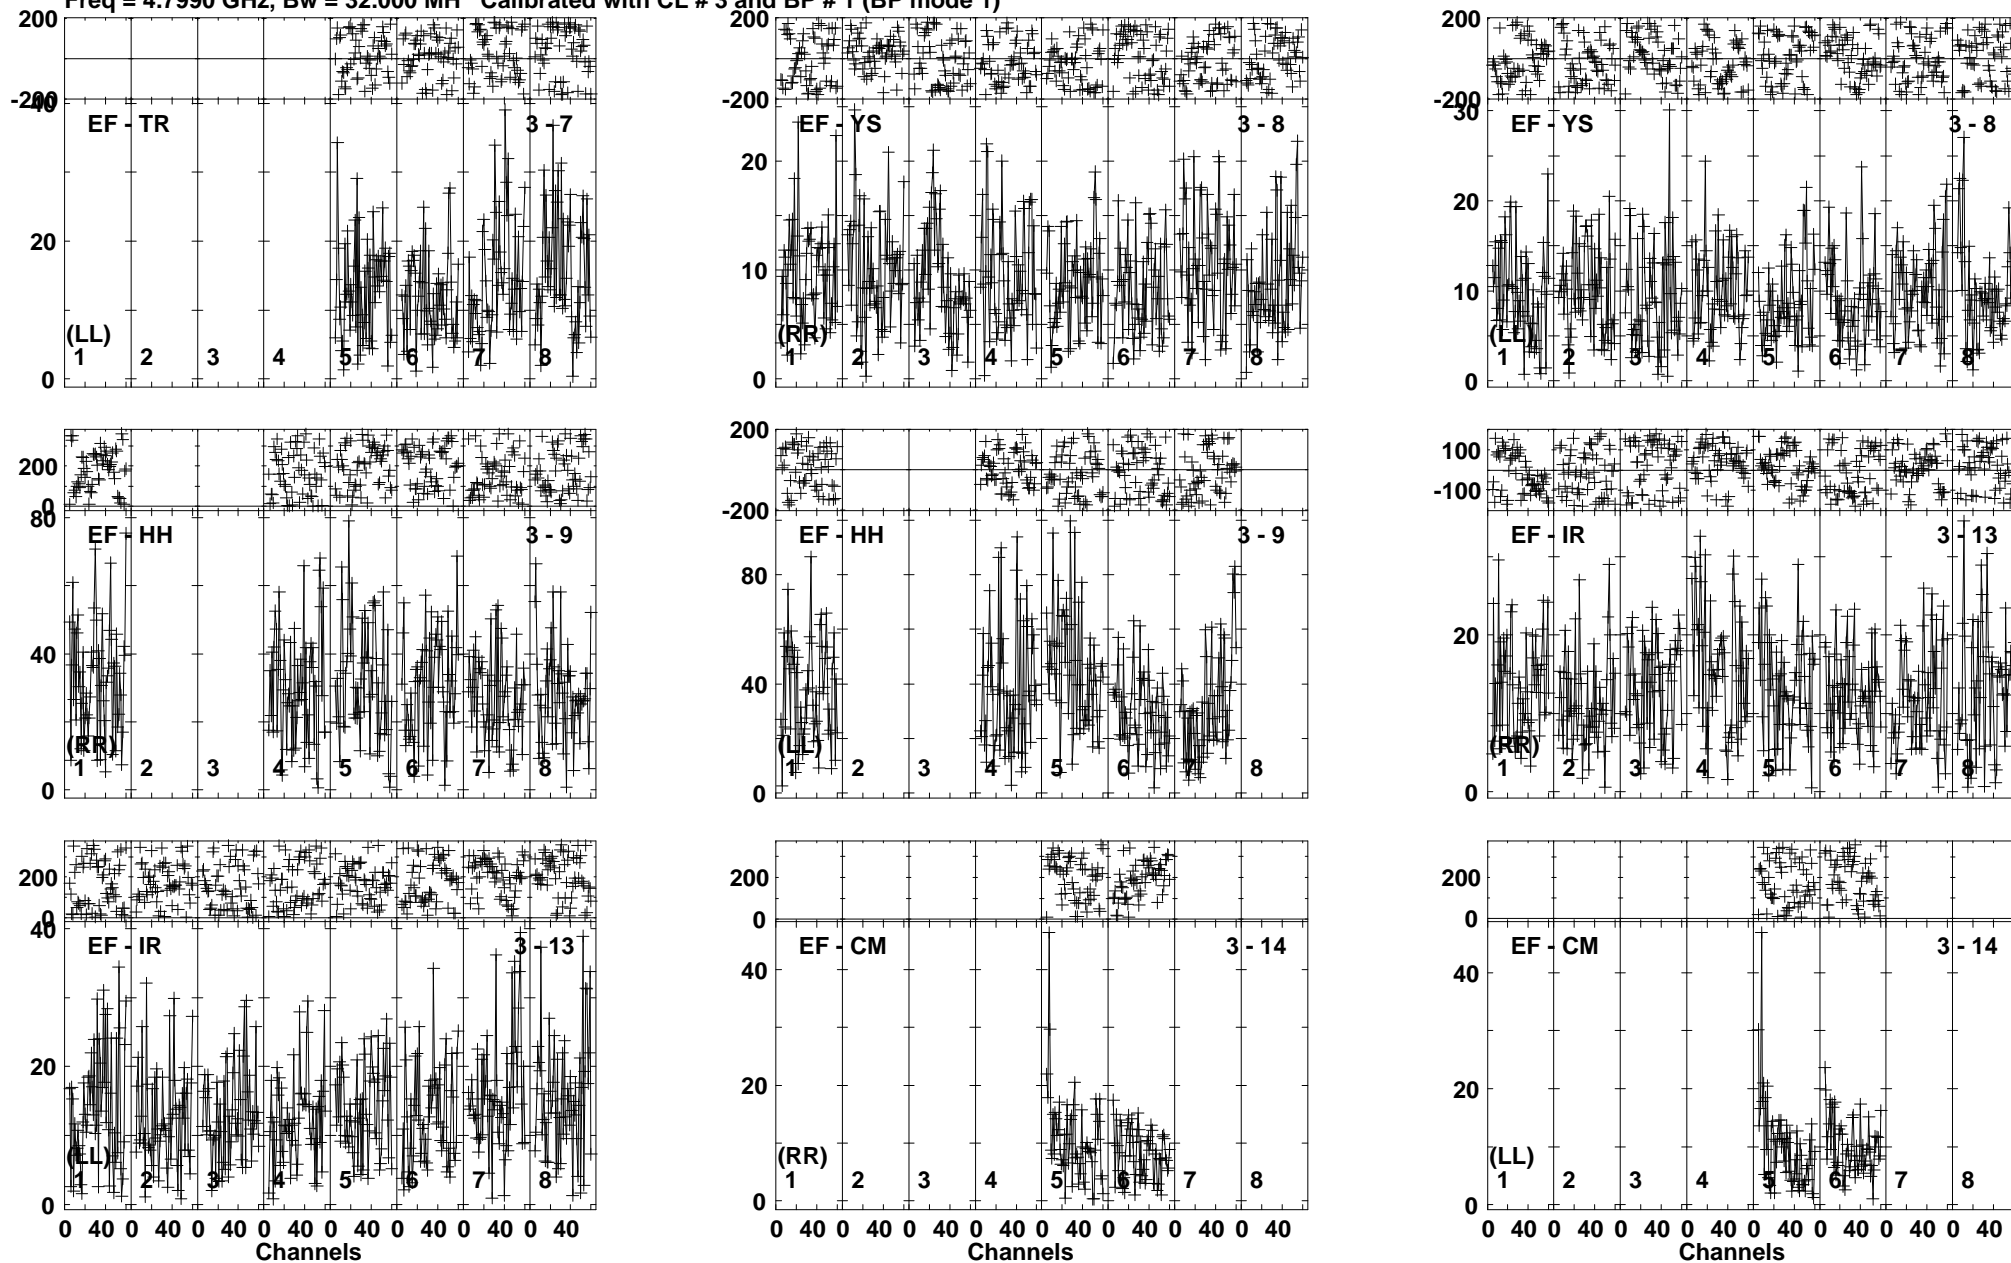 Freq = 4.7990 GHz, Bw = 32.000 MH Calibrated with CL # 3 and BP # 1 (BP mode 1)
200 200 200
-200 -200 -200
40 30
EF - TR 3 - 7 EF - YS 3 - 8 EF - YS 3 - 8
20 20 20
10 10
(LL) (RR) (LL)
1 2 3 4 5 6 7 8 1 2 3 4 5 6 7 8 1 2 3 4 5 6 7 8
0 0 0
200 200 100
0 -200 -100
80
EF - HH 3 - 9 EF - HH 3 - 9 EF - IR 3 - 13
80
40 40 20
(RR) (LL) (RR)
1 2 3 4 5 6 7 8 1 2 3 4 5 6 7 8 1 2 3 4 5 6 7 8
0 0 0
200 200 200
0 0 0
40
EF - IR 3 - 13 EF - CM 3 - 14 EF - CM 3 - 14
40 40
20 20 20
(LL) (RR) (LL)
1 2 3 4 5 6 7 8 1 2 3 4 5 6 7 8 1 2 3 4 5 6 7 8
0 0 0
0 40 0 40 0 40 0 40 0 40 0 40 0 40 0 40 0 40 0 40 0 40 0 40 0 40 0 40 0 40 0 40 0 40 0 40 0 40 0 40 0 40 0 40 0 40 0 40
Channels Channels Channels